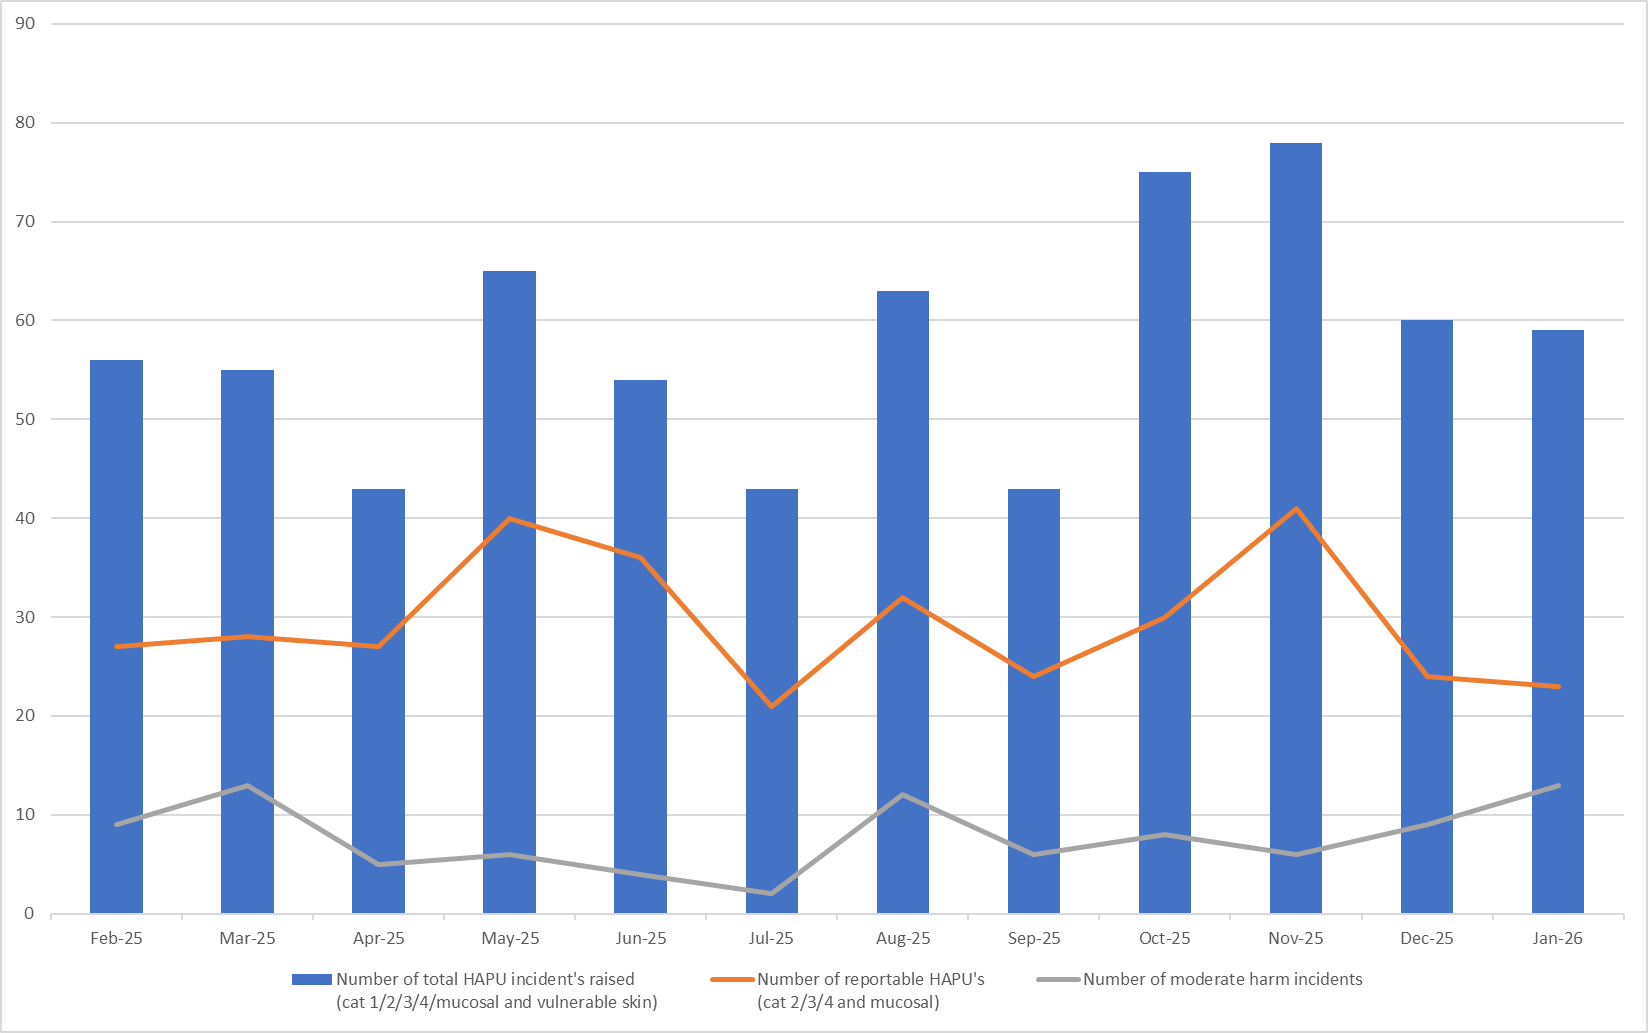 90
80
70
60
50
40
30
20
10
0
Feb-25 Mar-25 Apr-25 May-25 Jun-25 Jul-25 Aug-25 Sep-25 Oct-25 Nov-25 Dec-25 Jan-26
Number of total HAPU incident's raised
(cat 1/2/3/4/mucosal and vulnerable skin)
Number of reportable HAPU's
(cat 2/3/4 and mucosal)
Number of moderate harm incidents